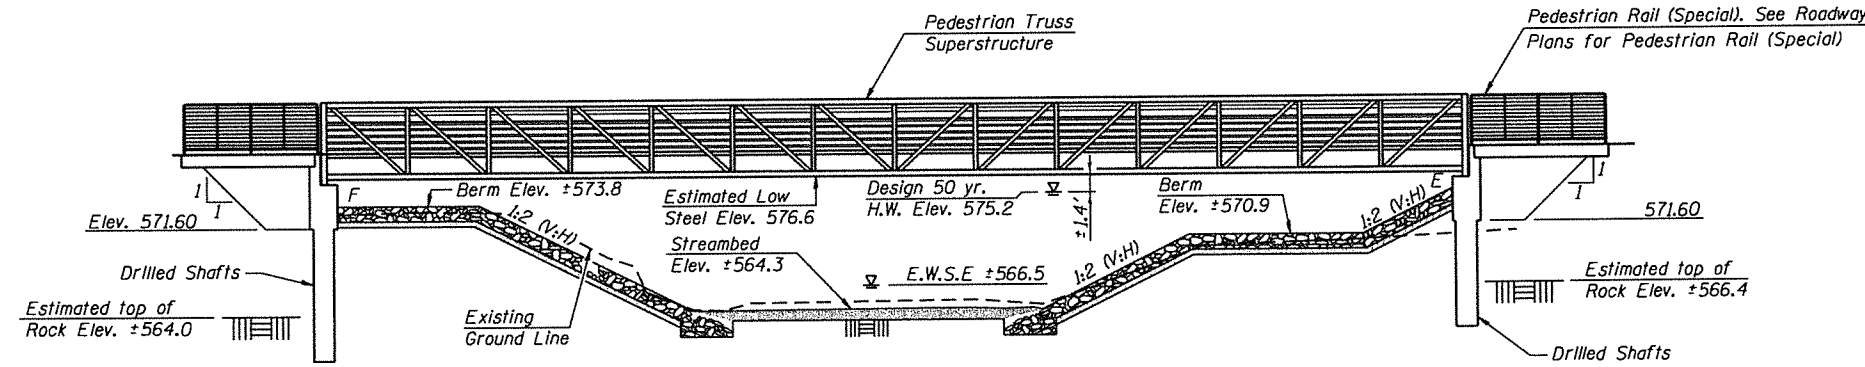 Pedestrian Truss
Superstructure
Pedestrian Rail (Special). See Roadway
Plans for Pedestrian Rail (Special)
1
1
F
Berm Elev. ±573.8
Estimated Low
Steel Elev. 576.6
Design 50 yr.
H.W. Elev. 575.2
±1.4'
Berm
Elev. ±570.9
E
1:2 (V:H)
1
1
Elev. 571.60
1:2 (V:H)
571.60
Streambed
Elev. ±564.3
E.W.S.E ±566.5
1:2 (V:H)
Drilled Shafts
Estimated top of
Rock Elev. ±564.0
Existing
Ground Line
Estimated top of
Rock Elev. ±566.4
Drilled Shafts